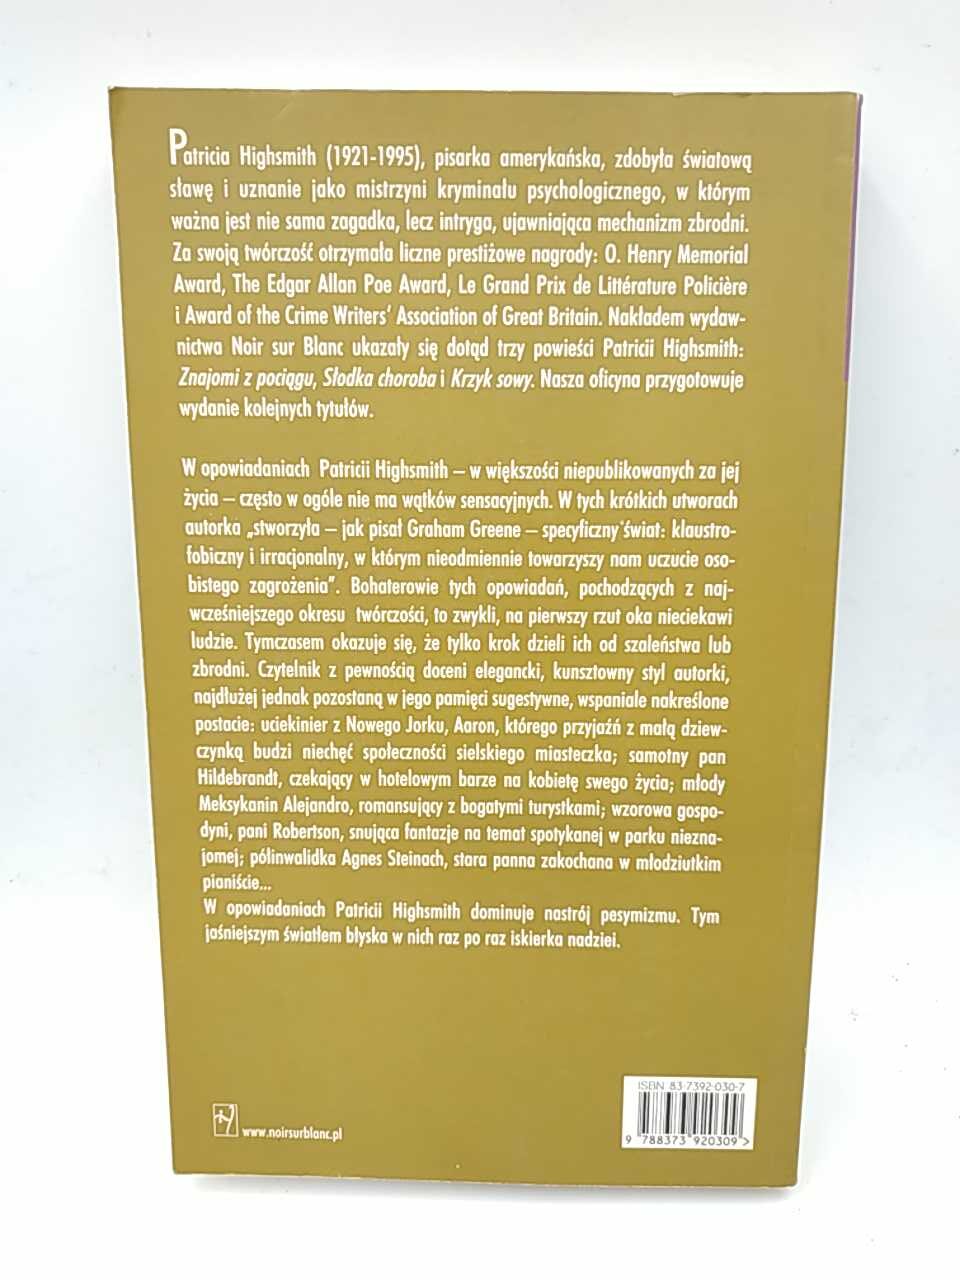 Patricia Highsmith (1921-1995), pisarka amerykańska, zdobyła światową
sławę i uznanie jako mistrzyni kryminału psychologicznego, w którym
ważna jest nie sama zagadka, lecz intryga, ujawniająca mechanizm zbrodni.
Za swoją twórczość otrzymała liczne prestiżowe nagrody: O. Henry Memorial
Award, The Edgar Allan Poe Award, Le Grand Prix de Littérature Policière
i Award of the Crime Writers' Association of Great Britain. Nakładem wydaw-
nictwa Noir sur Blanc ukazały się dotąd trzy powieści Patricii Highsmith:
Znajomi z pociągu, Słodka choroba i Krzyk sowy. Nasza oficyna przygotowuje
wydanie kolejnych tytułów.
W opowiadaniach Patricii Highsmith – w większości niepublikowanych za jej
życia – często w ogóle nie ma wątków sensacyjnych. W tych krótkich utworach
autorka „stworzyła – jak pisał Graham Greene – specyficzny świat: klaustro-
fobiczny i irracjonalny, w którym nieodmiennie towarzyszy nam uczucie oso-
bistego zagrożenia". Bohaterowie tych opowiadań, pochodzących z naj-
wcześniejszego okresu twórczości, to zwykli, na pierwszy rzut oka nieciekawi
ludzie. Tymczasem okazuje się, że tylko krok dzieli ich od szaleństwa lub
zbrodni. Czytelnik z pewnością doceni elegancki, kunsztowny styl autorki,
najdłużej jednak pozostaną w jego pamięci sugestywne, wspaniale nakreślone
postacie: uciekinier z Nowego Jorku, Aaron, którego przyjaźń z małą dziew-
czynką budzi niechęć społeczności sielskiego miasteczka; samotny pan
Hildebrandt, czekający w hotelowym barze na kobietę swego życia; młody
Meksykanin Alejandro, romansujący z bogatymi turystkami; wzorowa gospo-
dyni, pani Robertson, snująca fantazje na temat spotykanej w parku niezna-
jomej; półinwalidka Agnes Steinach, stara panna zakochana w młodziutkim
pianiście...
W opowiadaniach Patricii Highsmith dominuje nastrój pesymizmu. Tym
jaśniejszym światłem błyska w nich raz po raz iskierka nadziei.
ISBN 83-7392-030-7
9 788373 920309 >
www.noirsurblanc.pl